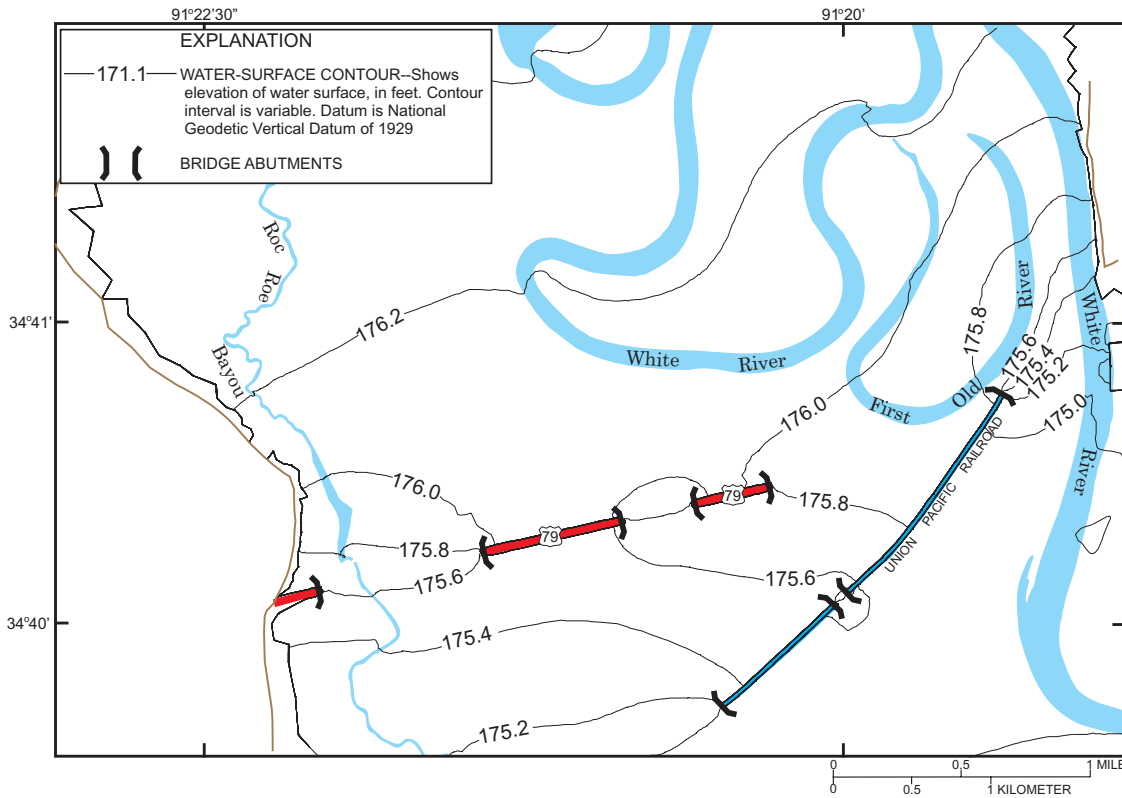 91°22'30"
91°20'
EXPLANATION
171.1
WATER-SURFACE CONTOUR--Shows
elevation of water surface, in feet. Contour
interval is variable. Datum is National
Geodetic Vertical Datum of 1929
BRIDGE ABUTMENTS
34°41'
34°40'
Roc
Roe
Bayou
176.2
White River
First Old River
White
River
175.8
175.6
175.4
175.2
175.0
176.0
176.0
175.8
175.6
175.4
175.2
79
79
175.8
175.6
UNION PACIFIC RAILROAD
0 0.5 1 MILE
0 0.5 1 KILOMETER